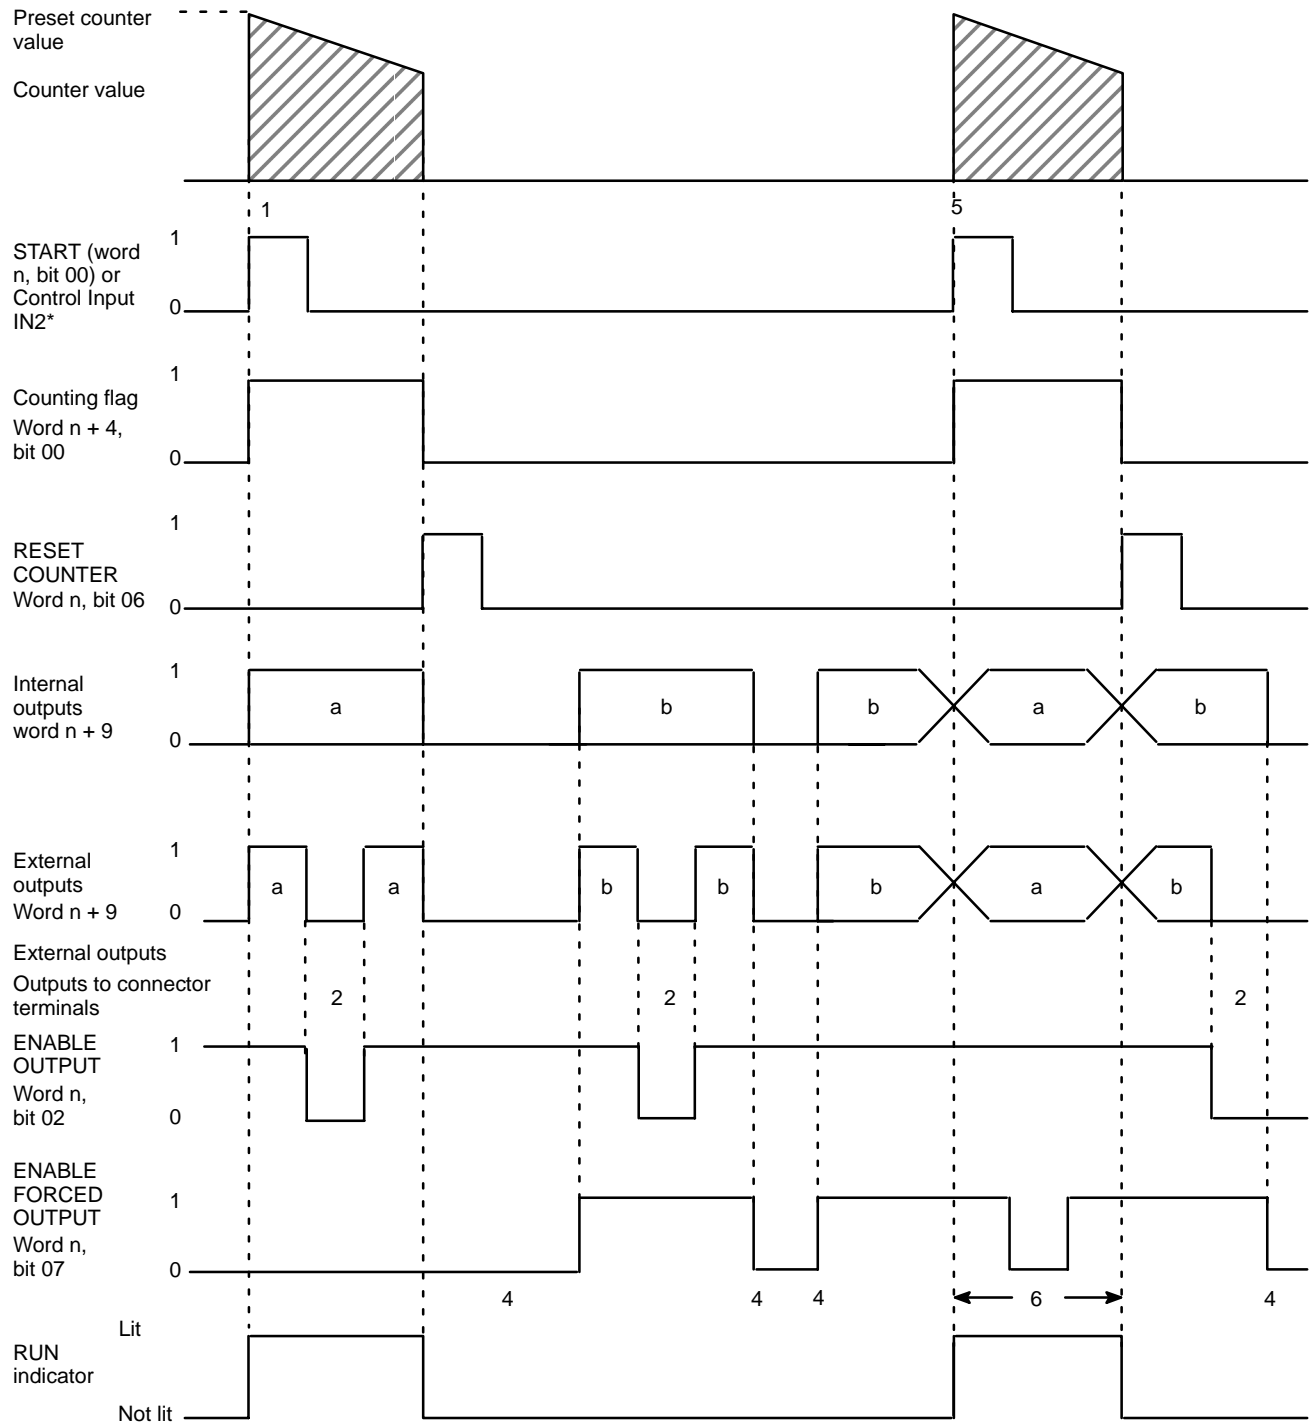 Preset counter
value
Counter value
1
5
START (word
n, bit 00) or
Control Input
IN2*
1
0
Counting flag
Word n + 4,
bit 00
1
0
RESET
COUNTER
Word n, bit 06
1
0
Internal
outputs
word n + 9
1
0
a
b
b
a
b
External
outputs
Word n + 9
1
0
a
a
b
b
b
a
b
External outputs
Outputs to connector
terminals
2
2
2
ENABLE
OUTPUT
Word n,
bit 02
1
0
ENABLE
FORCED
OUTPUT
Word n,
bit 07
1
0
4
4
4
6
4
RUN
indicator
Lit
Not lit